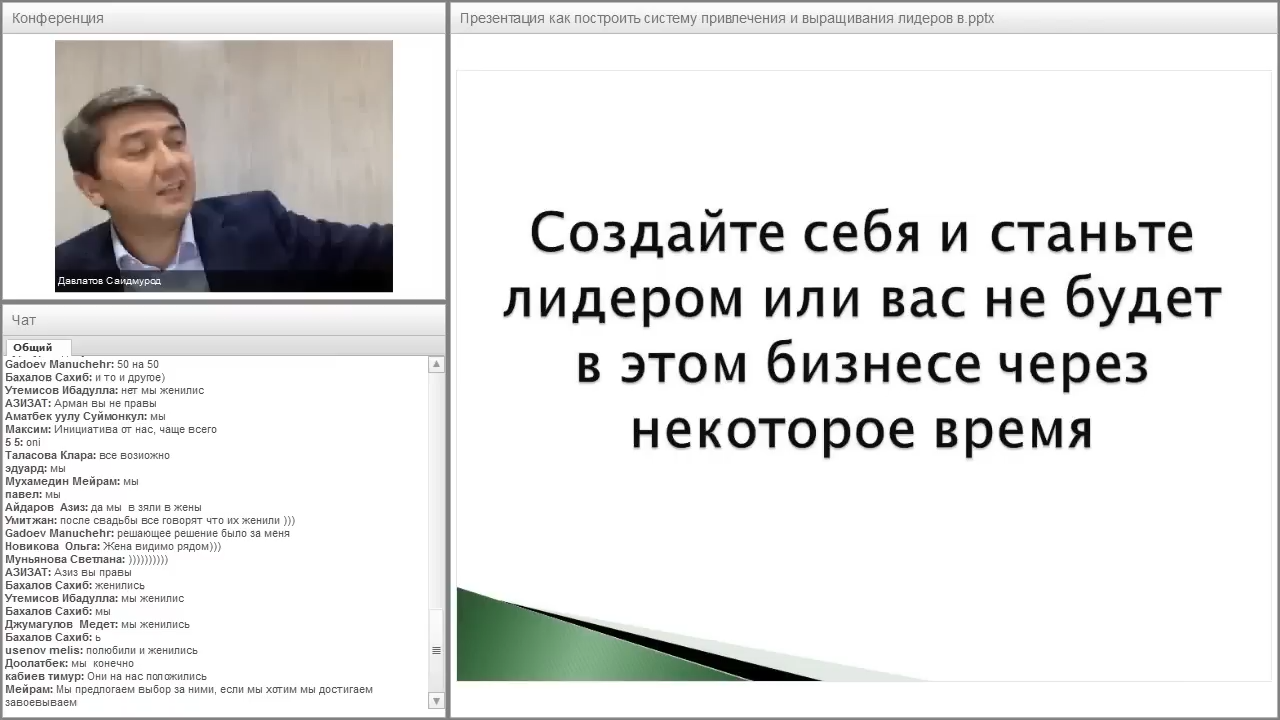 Конференция
Давлатов Саидмурод
Чат
Общий
Gadoev Manuchehr: 50 на 50
Бахалов Сахиб: и то и другое)
Утемисов Ибадулла: нет мы женилис
АЗИЗАТ: Арман вы не правы
Аматбек уулу Суймонкул: мы
Максим: Инициатива от нас, чаще всего
5 5: oni
Таласова Клара: все возиожно
эдуард: мы
Мухамедин Мейрам: мы
павел: мы
Айдаров Азиз: да мы в зяли в жены
Умитжан: после свадьбы все говорят что их женили )))
Gadoev Manuchehr: решающее решение было за меня
Новикова Ольга: Жена видимо рядом)))
Муньянова Светлана: ))))))))))
АЗИЗАТ: Азиз вы правы
Бахалов Сахиб: женились
Утемисов Ибадулла: мы женилис
Бахалов Сахиб: мы
Джумагулов Медет: мы женились
Бахалов Сахиб: ь
usenov melis: полюбили и женились
Доолатбек: мы конечно
кабиев тимур: Они на нас положились
Мейрам: Мы предлогаем выбор за ними, если мы хотим мы достигаем
завоевываем
Презентация как построить систему привлечения и выращивания лидеров в.pptx
Создайте себя и станьте
лидером или вас не будет
в этом бизнесе через
некоторое время